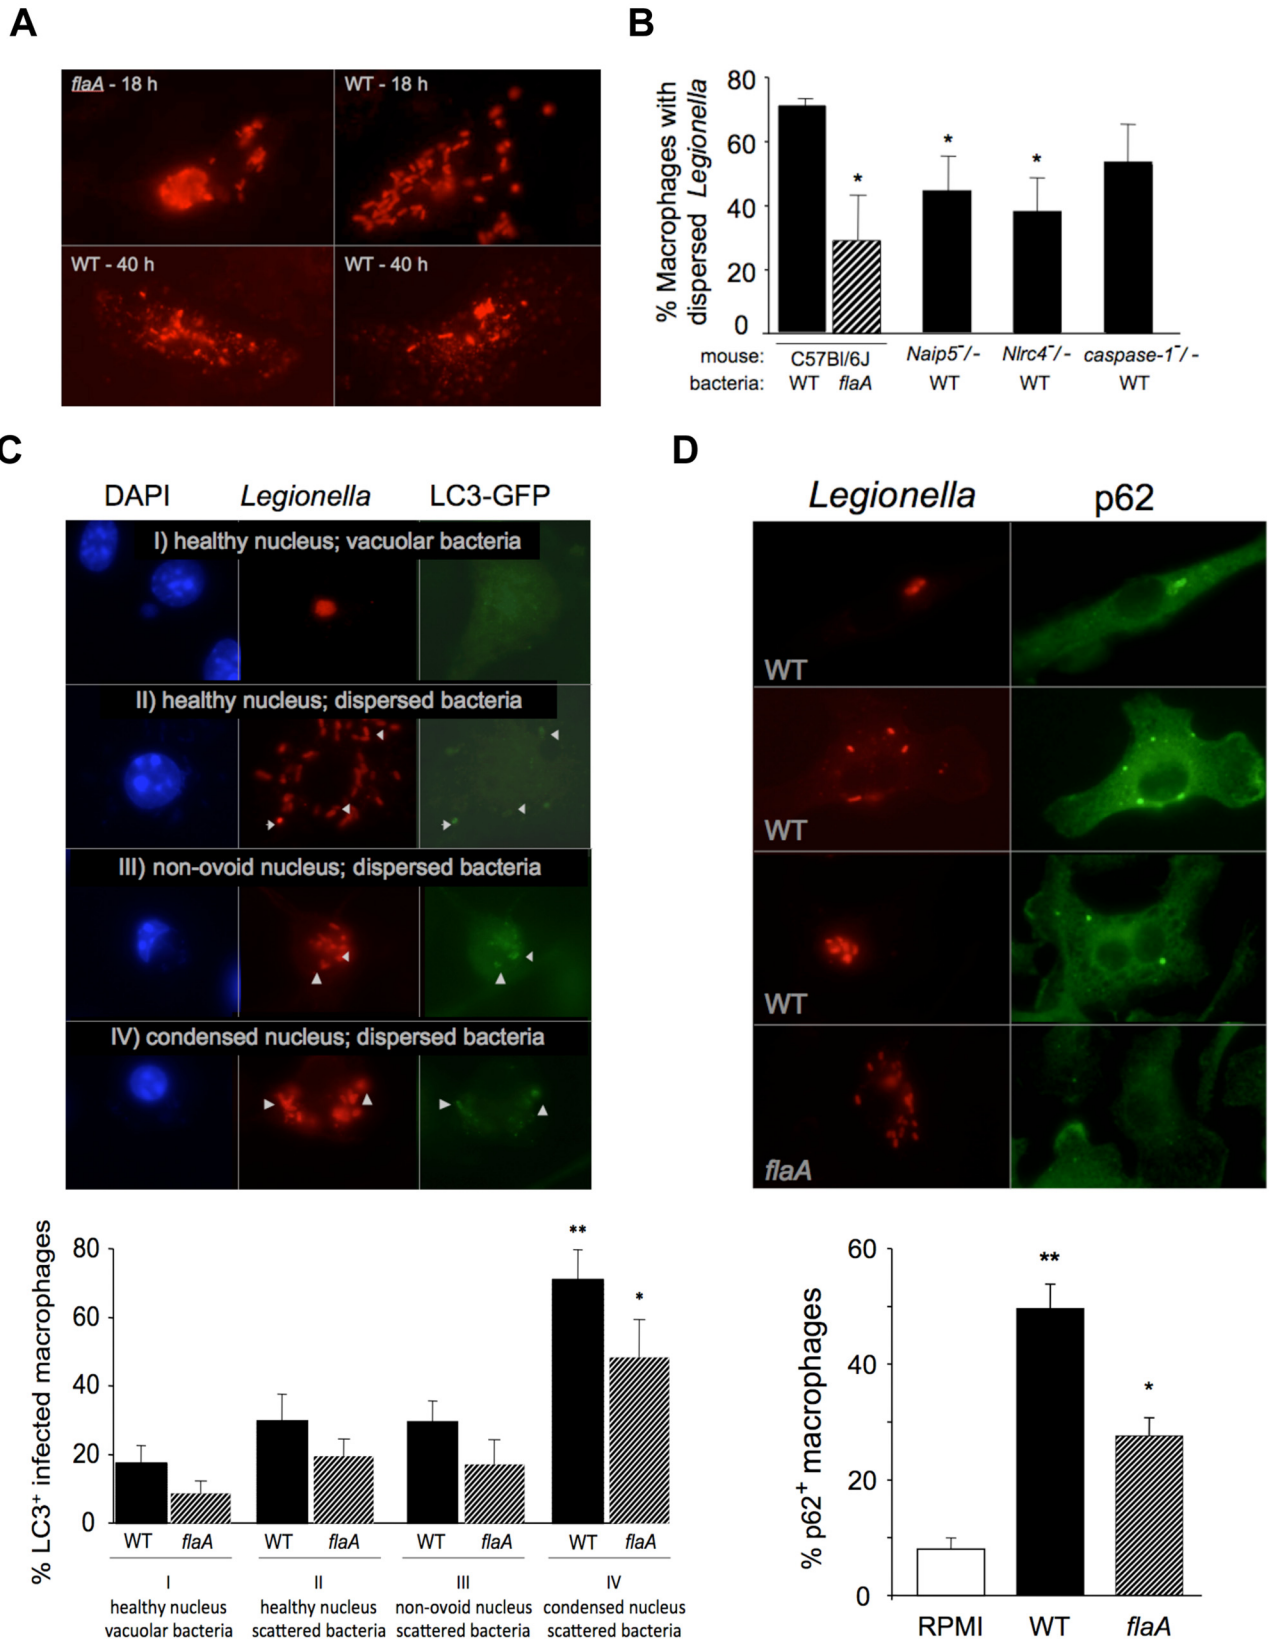 A
flaA - 18 h
WT - 18 h
WT - 40 h
WT - 40 h
B
% Macrophages with
dispersed Legionella
80
60
40
20
0
*
*
*
mouse:
C57Bl/6J
Naip5-/-
Nlrc4-/-
caspase-1-/-
bacteria:
WT
flaA
WT
WT
WT
C
DAPI
Legionella
LC3-GFP
I) healthy nucleus; vacuolar bacteria
II) healthy nucleus; dispersed bacteria
III) non-ovoid nucleus; dispersed bacteria
IV) condensed nucleus; dispersed bacteria
% LC3+ infected macrophages
80
60
40
20
0
**
*
WT
flaA
WT
flaA
WT
flaA
WT
flaA
I
healthy nucleus
vacuolar bacteria
II
healthy nucleus
scattered bacteria
III
non-ovoid nucleus
scattered bacteria
IV
condensed nucleus
scattered bacteria
D
Legionella
p62
WT
WT
WT
flaA
% p62+ macrophages
60
40
20
0
**
*
RPMI
WT
flaA